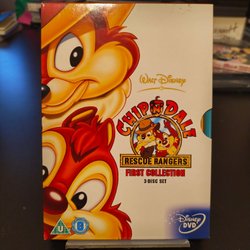 Walt Disney
CHIP 'N DALE
RESCUE RANGERS
FIRST COLLECTION
3 DISC SET
U
Disney
DVD